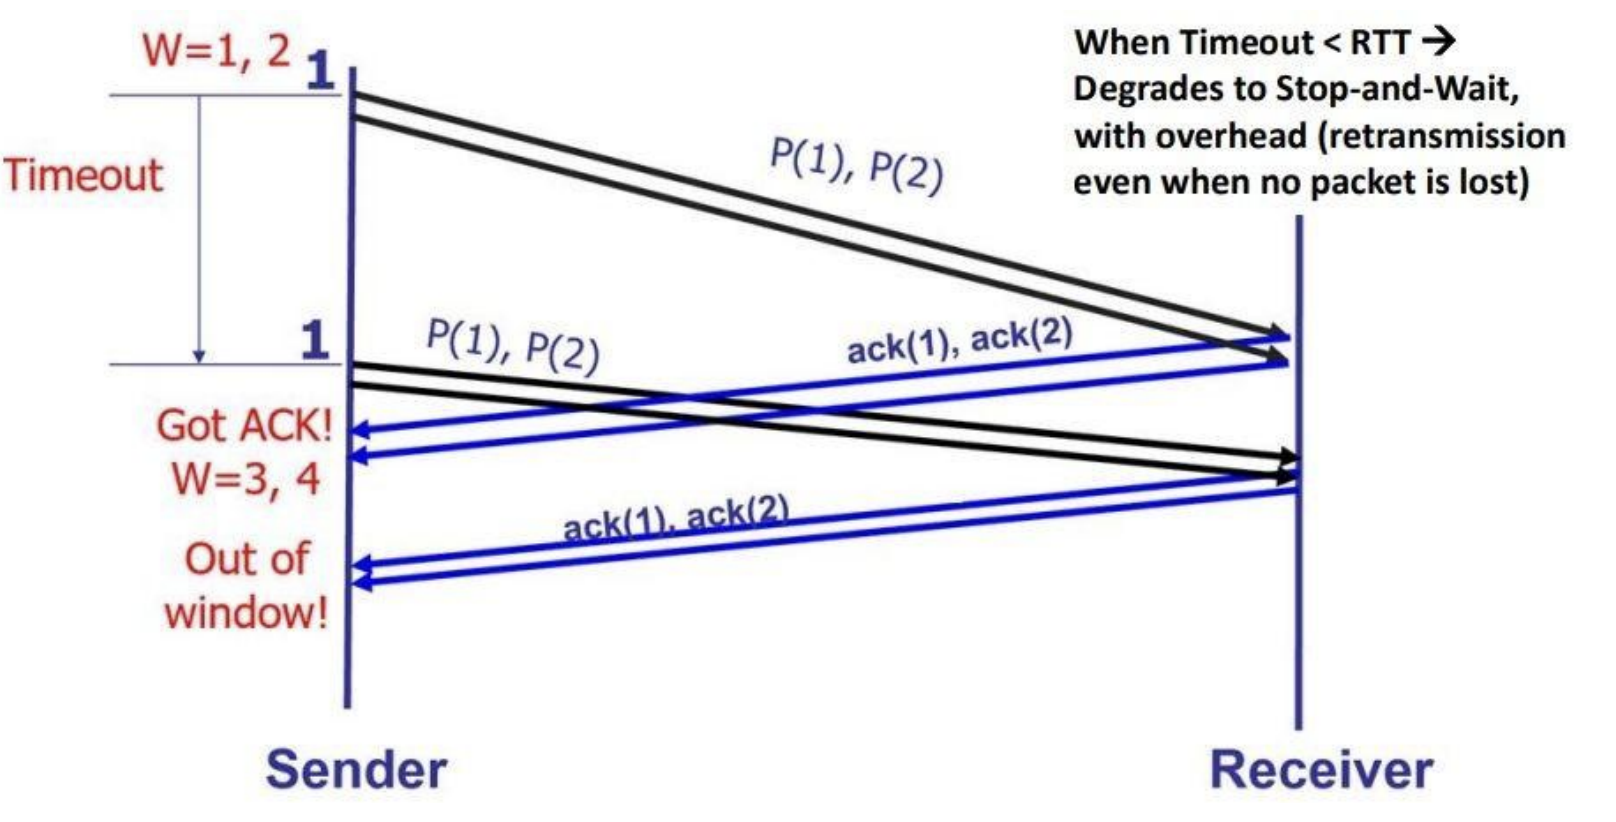 W=1, 2
1
When Timeout < RTT →
Degrades to Stop-and-Wait,
with overhead (retransmission
even when no packet is lost)
Timeout
P(1), P(2)
1
P(1), P(2)
ack(1), ack(2)
Got ACK!
W=3, 4
ack(1), ack(2)
Out of
window!
Sender
Receiver